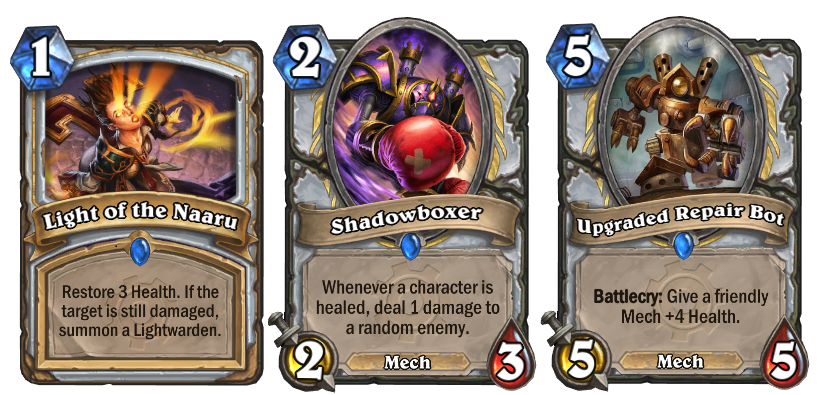 1
Light of the Naaru
Restore 3 Health. If the
target is still damaged,
summon a Lightwarden.
2
Shadowboxer
Whenever a character is
healed, deal 1 damage to
a random enemy.
2
Mech
3
5
Upgraded Repair Bot
Battlecry: Give a friendly
Mech +4 Health.
5
Mech
5